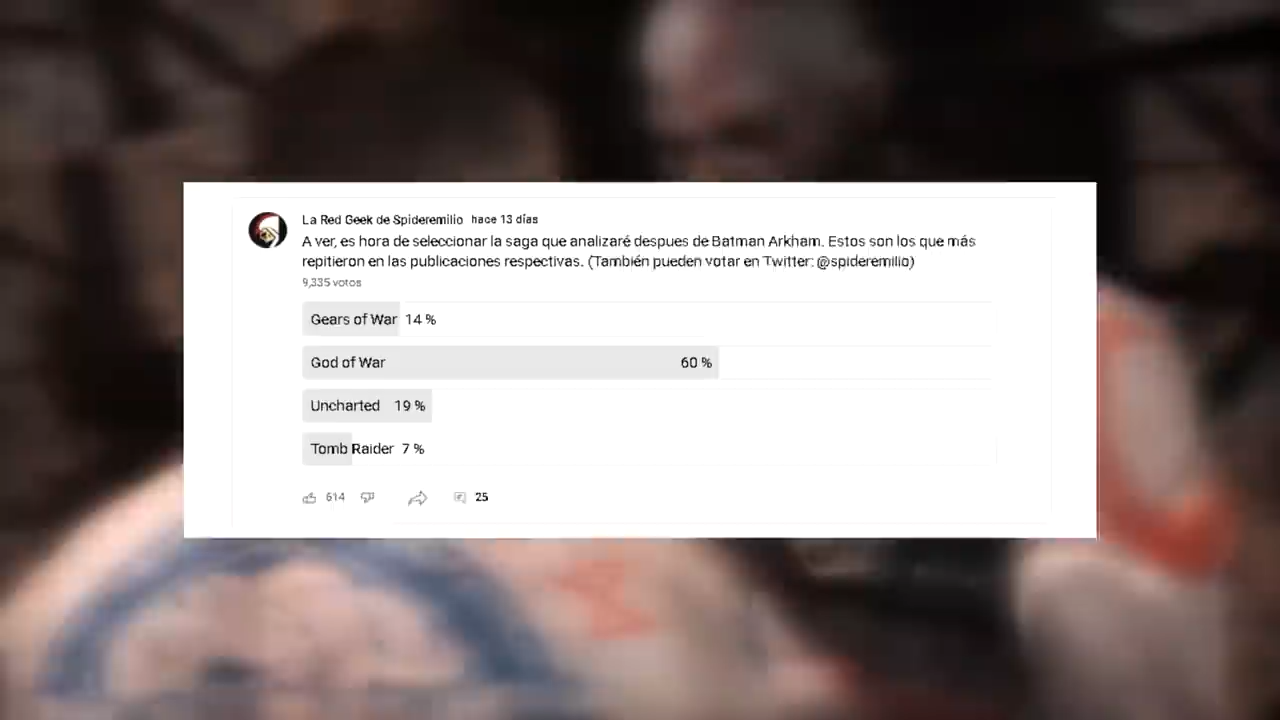 La Red Geek de Spideremilio hace 13 días
A ver, es hora de seleccionar la saga que analizaré despues de Batman Arkham. Estos son los que más
repitieron en las publicaciones respectivas. (También pueden votar en Twitter: @spideremilio)
9,335 votos
Gears of War 14 %
God of War 60 %
Uncharted 19 %
Tomb Raider 7 %
614 25